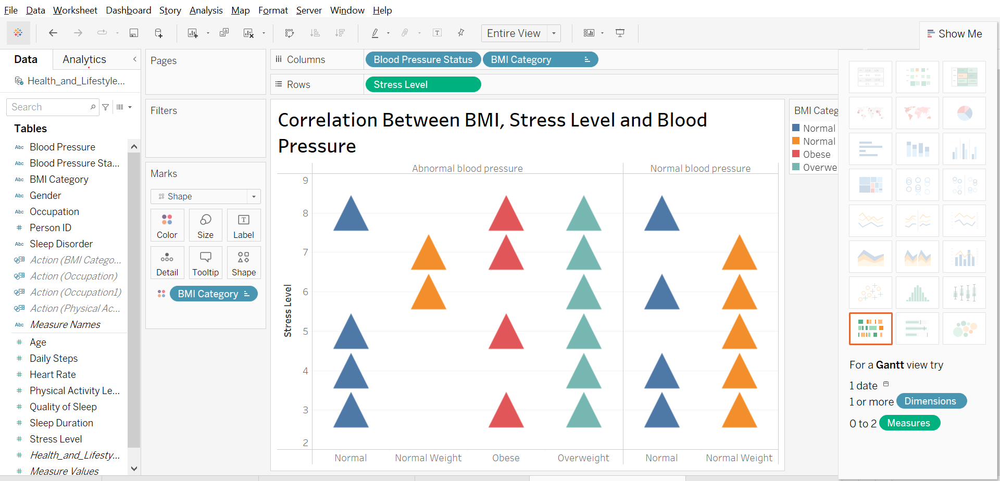 File Data Worksheet Dashboard Story Analysis Map Format Server Window Help
Entire View
Show Me
Data Analytics
Health_and_Lifestyle...
Search
Tables
Abc Blood Pressure
Abc Blood Pressure Sta...
Abc BMI Category
Abc Gender
Abc Occupation
# Person ID
Abc Sleep Disorder
Action (BMI Catego...
Action (Occupation)
Action (Occupation1)
Action (Physical Ac...
Abc Measure Names
# Age
# Daily Steps
# Heart Rate
# Physical Activity Le...
# Quality of Sleep
# Sleep Duration
# Stress Level
# Health_and_Lifesty...
# Measure Values
Pages
Filters
Marks
Shape
Color Size Label
Detail Tooltip Shape
BMI Category
Columns Blood Pressure Status BMI Category
Rows Stress Level
Correlation Between BMI, Stress Level and Blood
Pressure
Abnormal blood pressure Normal blood pressure
Stress Level
9
8
7
6
5
4
3
2
Normal Normal Weight Obese Overweight Normal Normal Weight
BMI Categ
Normal
Normal
Obese
Overwe
For a Gantt view try
1 date
1 or more Dimensions
0 to 2 Measures